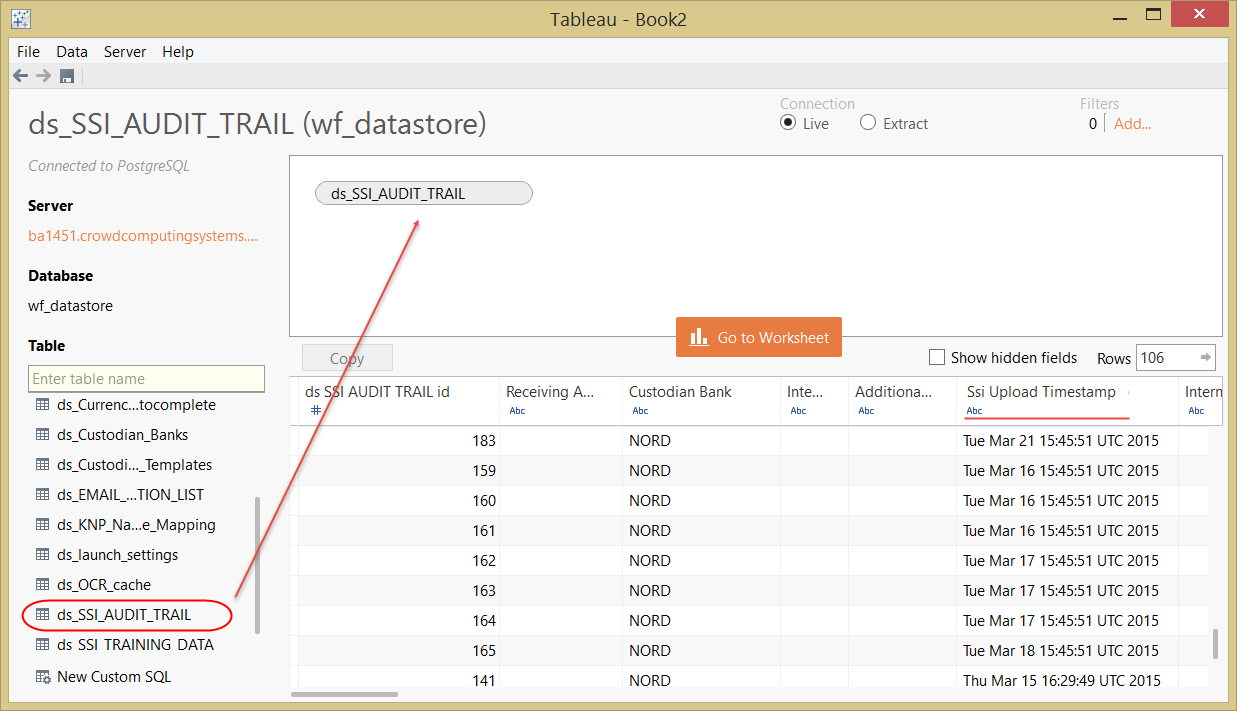 Tableau - Book2
File Data Server Help
ds_SSI_AUDIT_TRAIL (wf_datastore)
Connection
Live Extract
Filters
0 Add...
Connected to PostgreSQL
Server
ba1451.crowdcomputingsystems....
Database
wf_datastore
Table
Enter table name
ds_Currenc...tocomplete
ds_Custodian_Banks
ds_Custodi..._Templates
ds_EMAIL_...TION_LIST
ds_KNP_Na...e_Mapping
ds_launch_settings
ds_OCR_cache
ds_SSI_AUDIT_TRAIL
ds SSI TRAINING DATA
New Custom SQL
ds_SSI_AUDIT_TRAIL
Go to Worksheet
Copy Show hidden fields Rows 106
ds SSI AUDIT TRAIL id Receiving A... Custodian Bank Inte... Additiona... Ssi Upload Timestamp Intern
# Abc Abc Abc Abc Abc Abc
183 NORD Tue Mar 21 15:45:51 UTC 2015
159 NORD Tue Mar 16 15:45:51 UTC 2015
160 NORD Tue Mar 16 15:45:51 UTC 2015
161 NORD Tue Mar 16 15:45:51 UTC 2015
162 NORD Tue Mar 17 15:45:51 UTC 2015
163 NORD Tue Mar 17 15:45:51 UTC 2015
164 NORD Tue Mar 17 15:45:51 UTC 2015
165 NORD Tue Mar 18 15:45:51 UTC 2015
141 NORD Thu Mar 15 16:29:49 UTC 2015